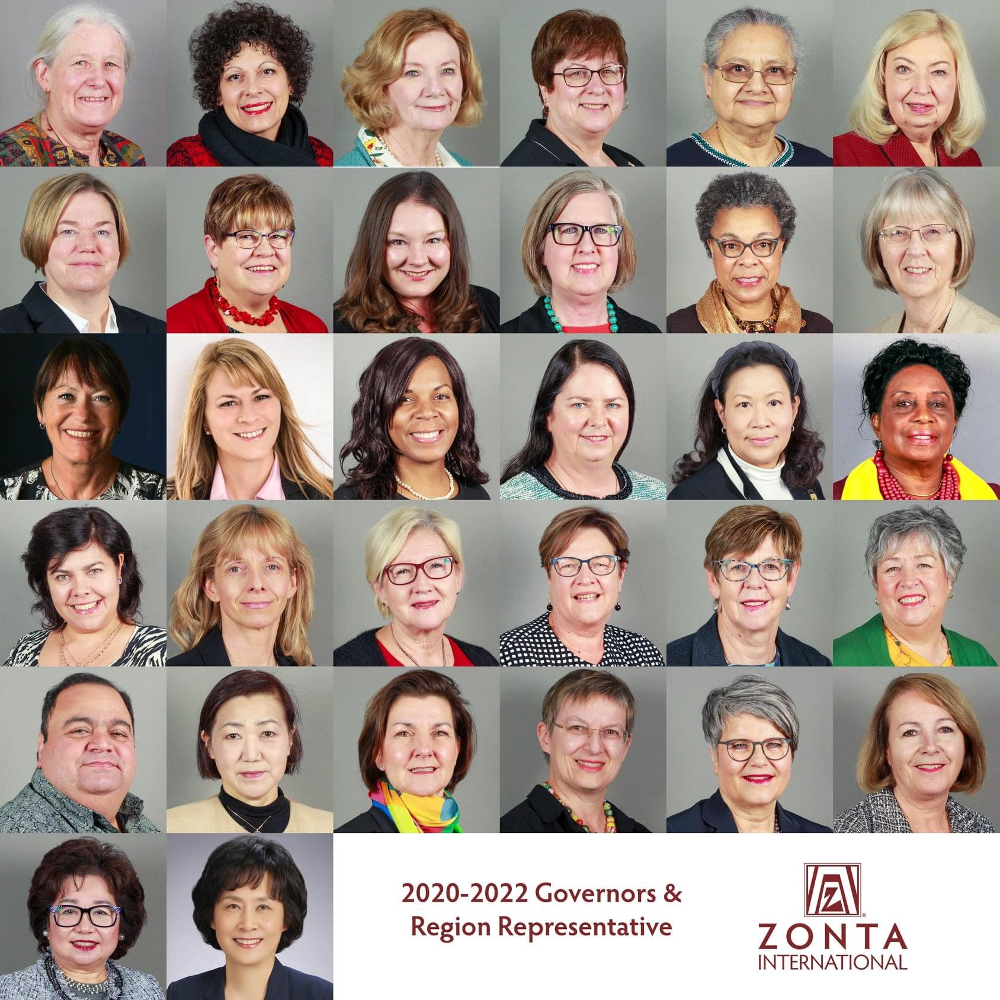 2020-2022 Governors &
Region Representative
Z
ZONTA
INTERNATIONAL